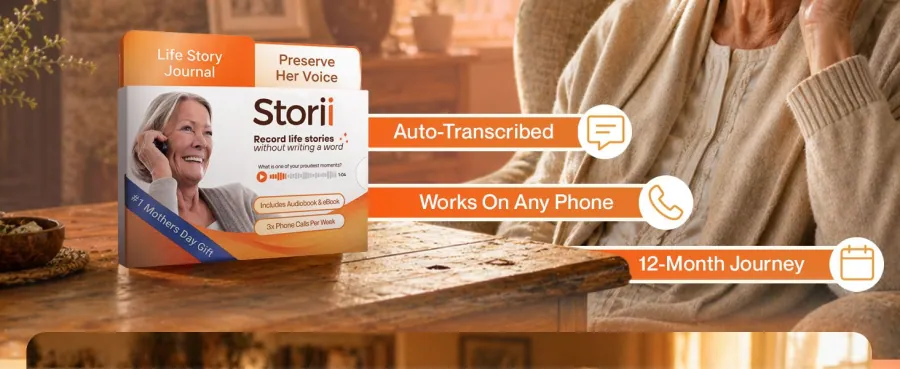 Life Story
Journal
Preserve
Her Voice
Storii
Record life stories
without writing a word
What is one of your proudest moments?
1:04
Includes Audiobook & eBook
3x Phone Calls Per Week
#1 Mothers Day Gift
Auto-Transcribed
Works On Any Phone
12-Month Journey